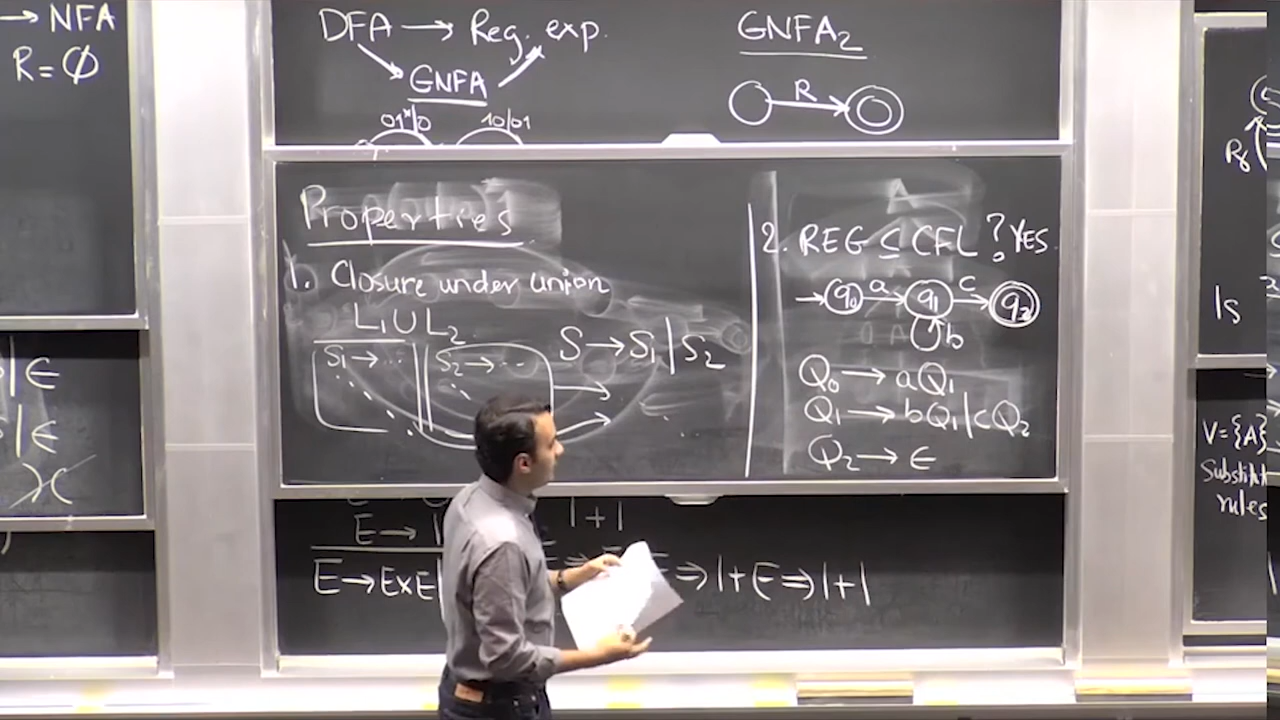 → NFA
R = ∅
DFA → Reg. exp.
GNFA
01*0 10/01
GNFA₂
R
Properties
1. Closure under union
L₁ ∪ L₂
S₁ → ··
S₂ → ··
S → S₁ | S₂
2. REG ⊆ CFL ? YES.
q₀ a q₁ c q₂
b
Q₀ → aQ₁
Q₁ → bQ₁ | cQ₂
Q₂ → ϵ
| ϵ
| ϵ
E → 1
1+1
E → E×E|
⇒ 1+E ⇒ 1+1
Is
V = {A}
rules